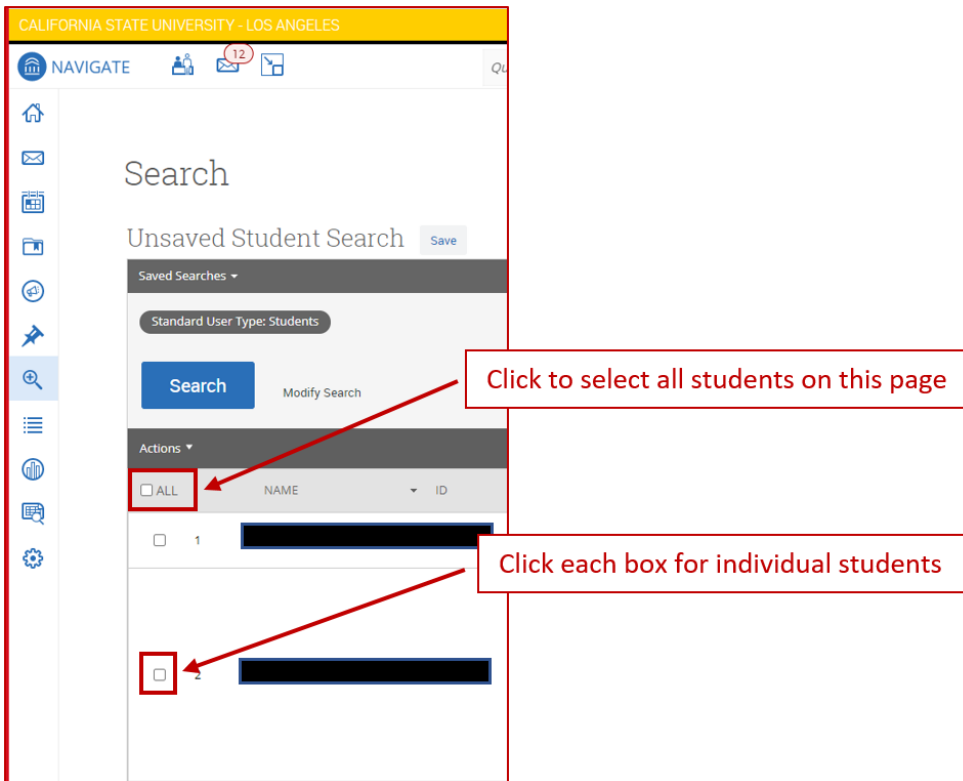 CALIFORNIA STATE UNIVERSITY - LOS ANGELES
NAVIGATE
12
Qu
Search
Unsaved Student Search Save
Saved Searches
Standard User Type: Students
Search Modify Search
Click to select all students on this page
Actions
ALL NAME ID
1
Click each box for individual students
2